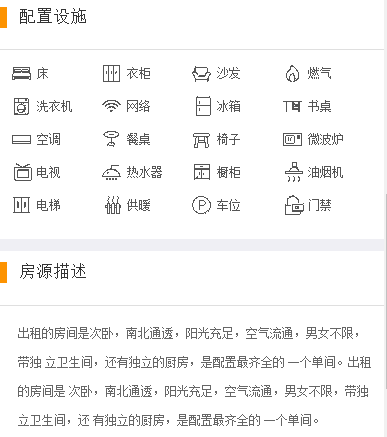 配置设施
床 衣柜 沙发 燃气
洗衣机 网络 冰箱 书桌
空调 餐桌 椅子 微波炉
电视 热水器 橱柜 油烟机
电梯 供暖 P 车位 门禁
房源描述
出租的房间是次卧，南北通透，阳光充足，空气流通，男女不限，
带独 立卫生间，还有独立的厨房，是配置最齐全的 一个单间。出租
的房间是 次卧，南北通透，阳光充足，空气流通，男女不限，带独
立卫生间，还 有独立的厨房，是配置最齐全的 一个单间。